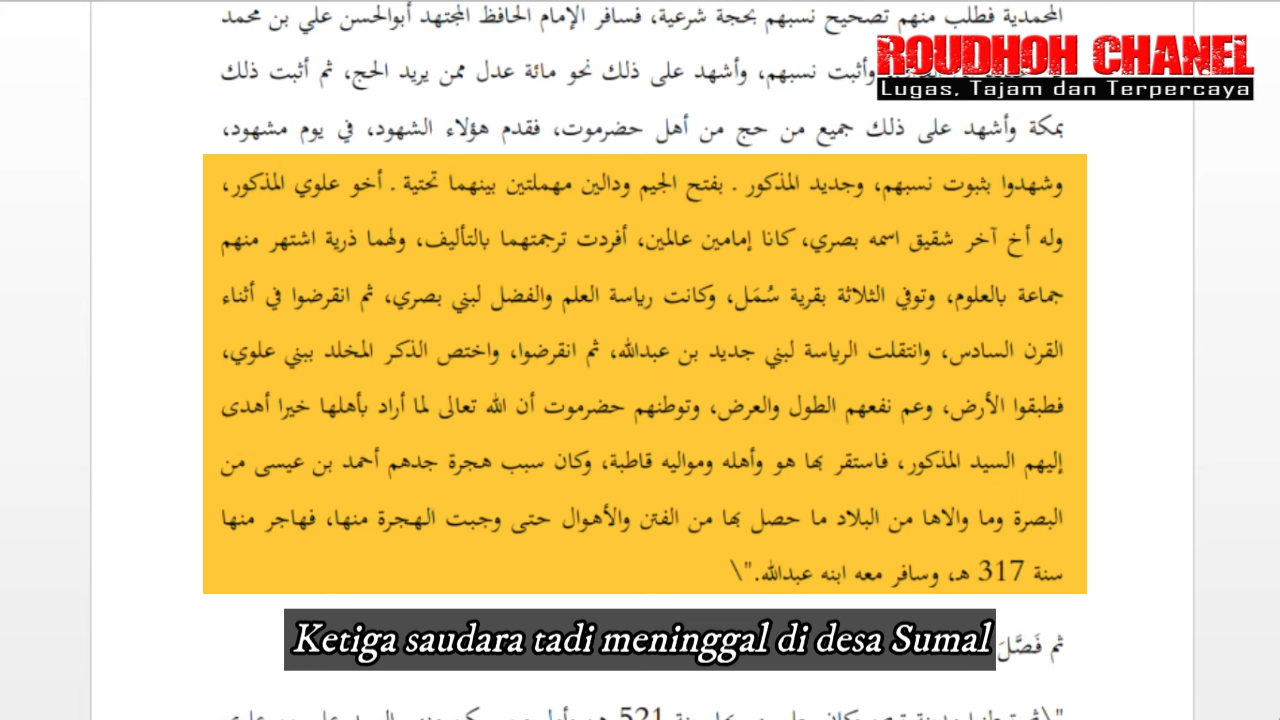 المحمدية فطلب منهم تصحيح نسبهم بحجة شرعية، فسافر الإمام الحافظ المجتهد أبوالحسن علي بن محمد
ROUDHOH CHANEL
وأثبت نسبهم، وأشهد على ذلك نحو مائة عدل ممن يريد الحج، ثم أثبت ذلك
Lugas, Tajam dan Terpercaya
بمكة وأشهد على ذلك جميع من حج من أهل حضرموت، فقدم هؤلاء الشهود، في يوم مشهود،
وشهدوا بثبوت نسبهم، وجديد المذكور ـ بفتح الجيم ودالين مهملتين بينهما تحتية ـ أخو علوي المذكور،
وله أخ آخر شقيق اسمه بصري، كانا إمامين عالمين، أفردت ترجمتهما بالتأليف، ولهما ذرية اشتهر منهم
جماعة بالعلوم، وتوفي الثلاثة بقرية سُمَل، وكانت رياسة العلم والفضل لبني بصري، ثم انقرضوا في أثناء
القرن السادس، وانتقلت الرياسة لبني جديد بن عبدالله، ثم انقرضوا، واختص الذكر المخلد ببني علوي،
فطبقوا الأرض، وعم نفعهم الطول والعرض، وتوطنهم حضرموت أن الله تعالى لما أراد بأهلها خيرا أهدى
إليهم السيد المذكور، فاستقر بها هو وأهله ومواليه قاطبة، وكان سبب هجرة جدهم أحمد بن عيسى من
البصرة وما والاها من البلاد ما حصل بها من الفتن والأهوال حتى وجبت الهجرة منها، فهاجر منها
سنة 317 هـ، وسافر معه ابنه عبدالله."\
ثم فَصَّلَ
Ketiga saudara tadi meninggal di desa Sumal
سنة 521